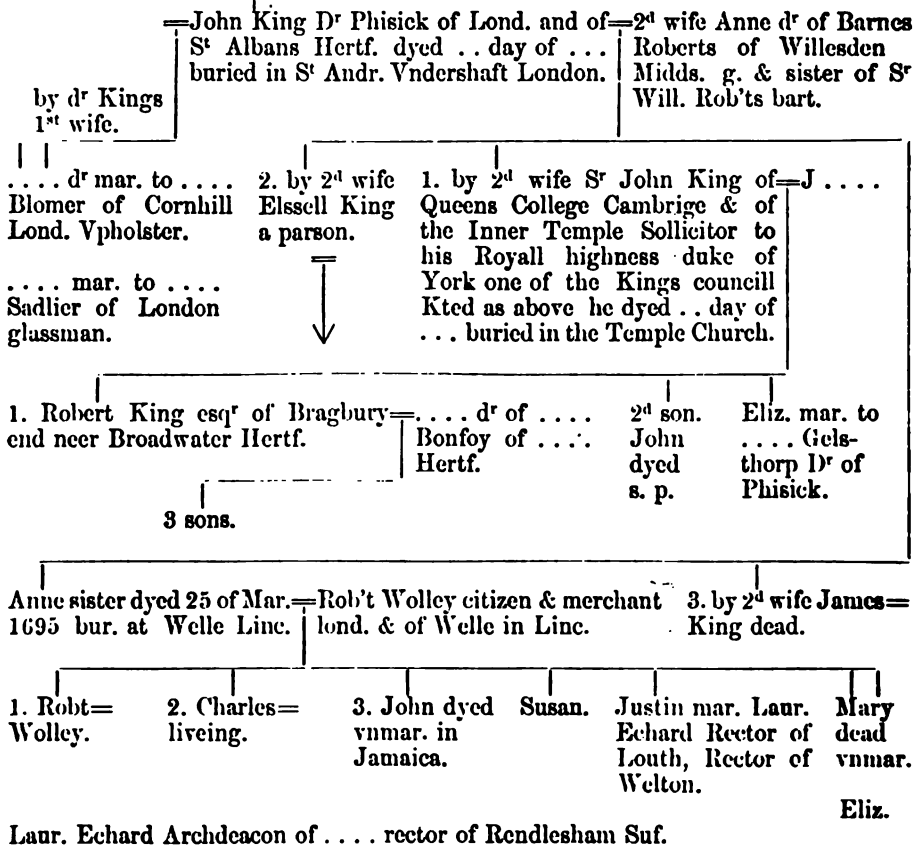 =John King Dʳ Phisick of Lond. and of=
Sᵗ Albans Hertf. dyed . . day of . . .
buried in Sᵗ Andr. Vndershaft London.
2ᵈ wife Anne dʳ of Barnes
Roberts of Willesden
Midds. g. & sister of Sʳ
Will. Rob'ts bart.
by dʳ Kings
1ˢᵗ wife.
. . . . dʳ mar. to . . . .
Blomer of Cornhill
Lond. Vpholster.
. . . . mar. to . . . .
Sadlier of London
glassman.
2. by 2ᵈ wife
Elssell King
a parson.
=
1. by 2ᵈ wife Sʳ John King of=J . . . .
Queens College Cambrige & of
the Inner Temple Sollicitor to
his Royall highness duke of
York one of the Kings councill
Kted as above he dyed . . day of
. . . buried in the Temple Church.
1. Robert King esqʳ of Bragbury=
end neer Broadwater Hertf.
. . . . dʳ of . . . .
Bonfoy of . . . .
Hertf.
2ᵈ son.
John
dyed
s. p.
Eliz. mar. to
. . . . Gels-
thorp Dʳ of
Phisick.
3 sons.
Anne sister dyed 25 of Mar.=
1695 bur. at Welle Linc.
Rob't Wolley citizen & merchant
lond. & of Welle in Linc.
3. by 2ᵈ wife James=
King dead.
1. Robt=
Wolley.
2. Charles=
liveing.
3. John dyed
vnmar. in
Jamaica.
Susan.
Justin mar. Laur.
Echard Rector of
Louth, Rector of
Welton.
Mary
dead
vnmar.
Eliz.
Laur. Echard Archdeacon of . . . . rector of Rendlesham Suf.